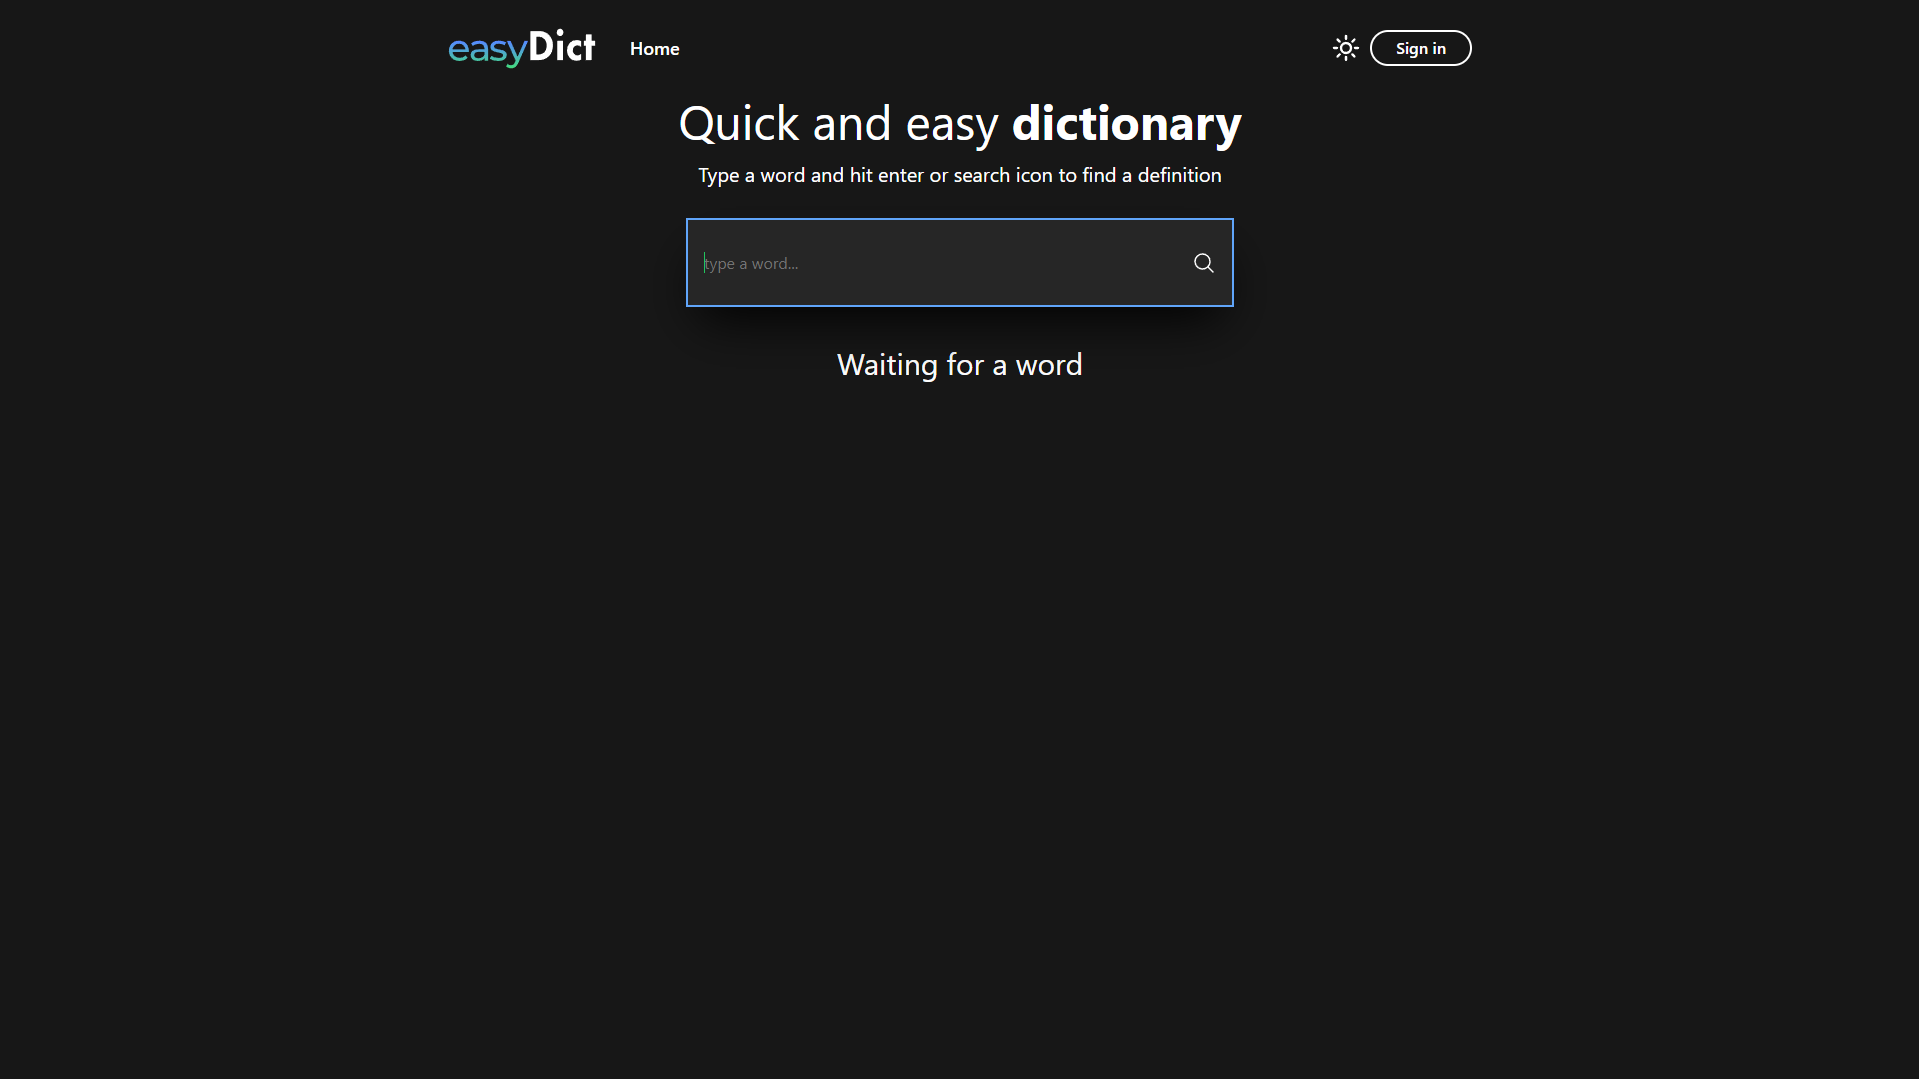 easyDict
Home
Sign in
Quick and easy dictionary
Type a word and hit enter or search icon to find a definition
type a word...
Waiting for a word